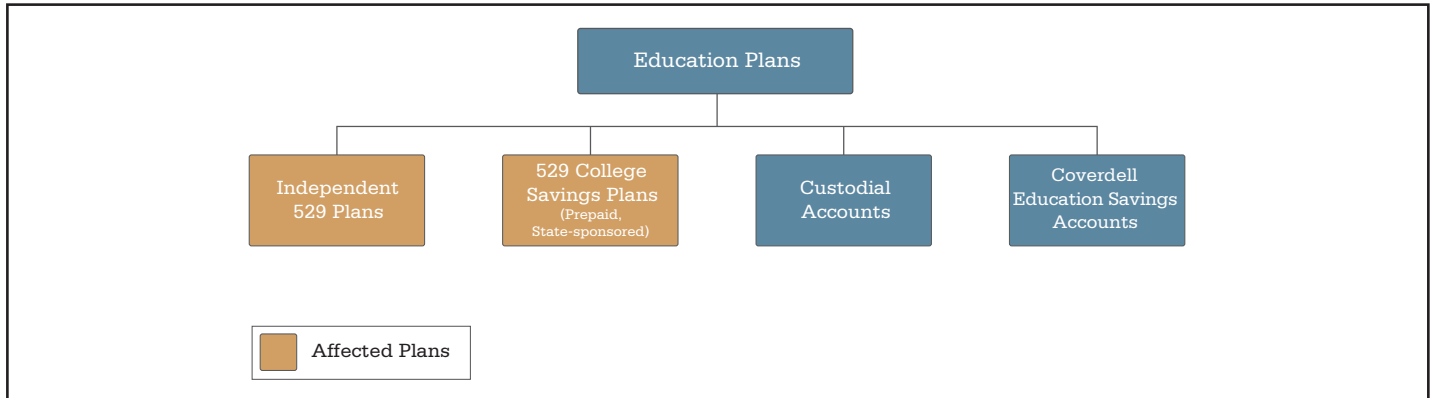 Education Plans
Independent
529 Plans
529 College
Savings Plans
(Prepaid,
State-sponsored)
Custodial
Accounts
Coverdell
Education Savings
Accounts
Affected Plans